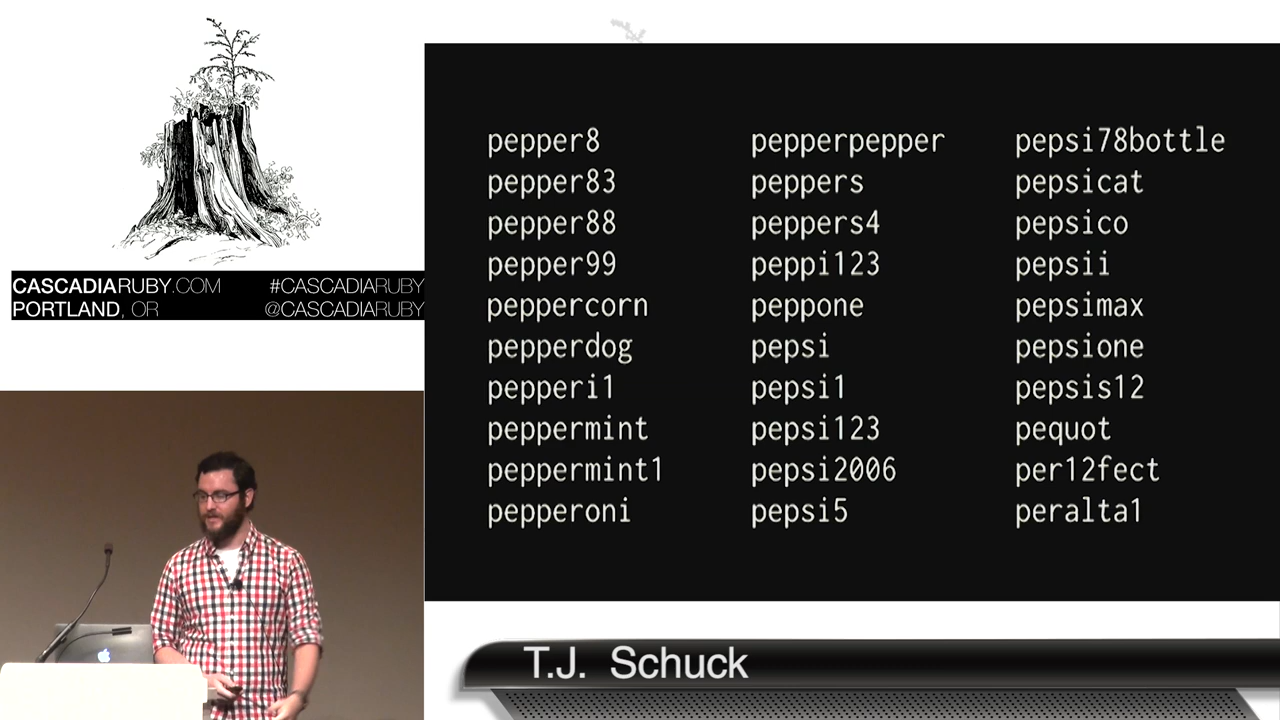 CASCADIARUBY.COM #CASCADIARUBY
PORTLAND, OR @CASCADIARUBY
pepper8 pepperpepper pepsi78bottle
pepper83 peppers pepsicat
pepper88 peppers4 pepsico
pepper99 peppi123 pepsii
peppercorn peppone pepsimax
pepperdog pepsi pepsione
pepperi1 pepsi1 pepsis12
peppermint pepsi123 pequot
peppermint1 pepsi2006 per12fect
pepperoni pepsi5 peralta1
T.J. Schuck